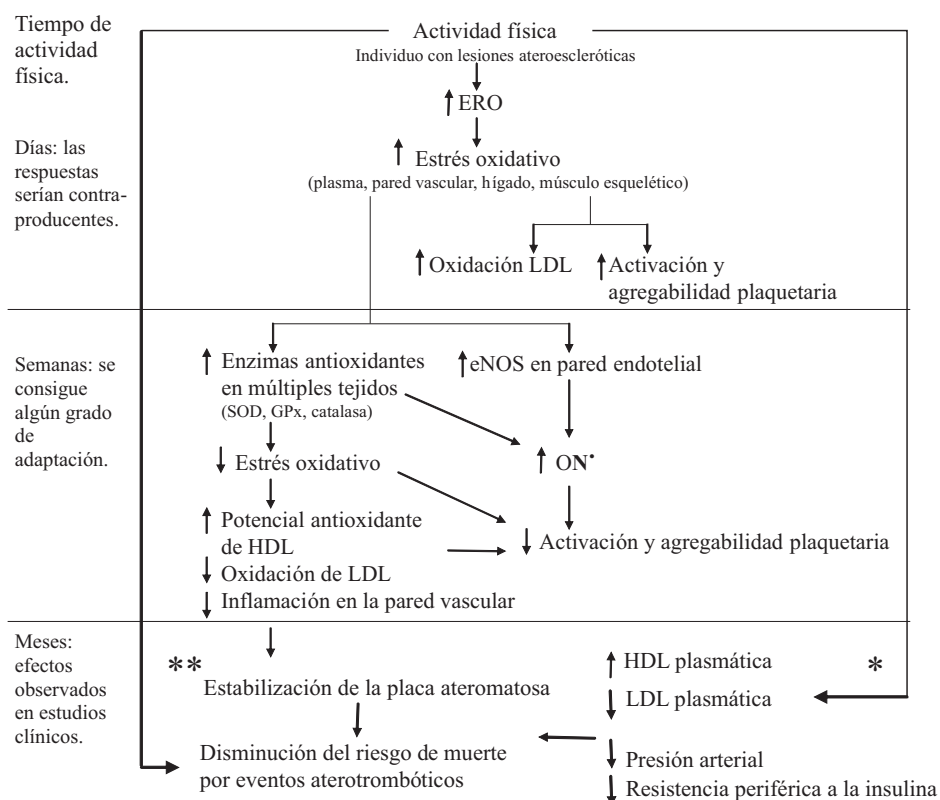 Tiempo de
actividad
física.
Actividad física
Individuo con lesiones ateroescleróticas
ERO
Días: las
respuestas
serían contra-
producentes.
Estrés oxidativo
(plasma, pared vascular, hígado, músculo esquelético)
Oxidación LDL
Activación y
agregabilidad plaquetaria
Semanas: se
consigue
algún grado
de
adaptación.
Enzimas antioxidantes
en múltiples tejidos
(SOD, GPx, catalasa)
eNOS en pared endotelial
Estrés oxidativo
ON•
Potencial antioxidante
de HDL
Oxidación de LDL
Inflamación en la pared vascular
Activación y agregabilidad plaquetaria
Meses:
efectos
observados
en estudios
clínicos.
**
Estabilización de la placa ateromatosa
Disminución del riesgo de muerte
por eventos aterotrombóticos
HDL plasmática
*
LDL plasmática
Presión arterial
Resistencia periférica a la insulina